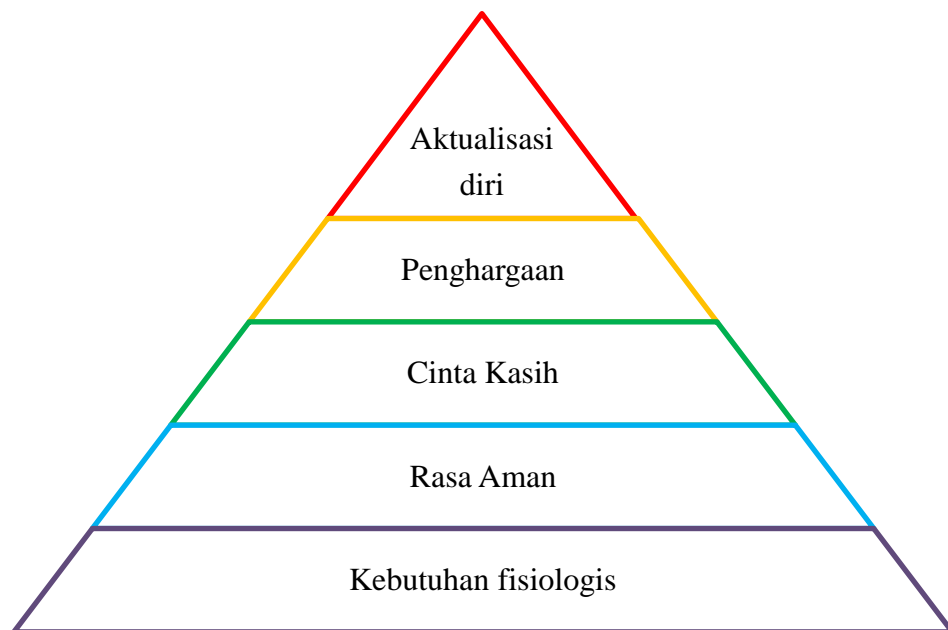 Aktualisasi
diri
Penghargaan
Cinta Kasih
Rasa Aman
Kebutuhan fisiologis